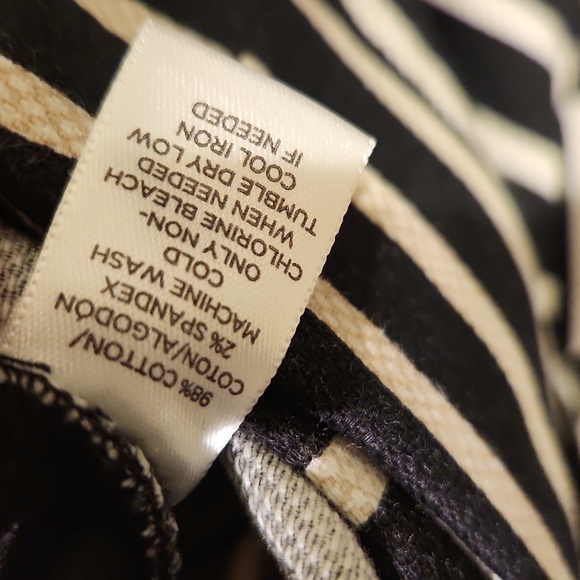 98% COTTON/
COTON/ALGODÓN
2% SPANDEX
MACHINE WASH
COLD
ONLY NON-
CHLORINE BLEACH
WHEN NEEDED
TUMBLE DRY LOW
COOL IRON
IF NEEDED